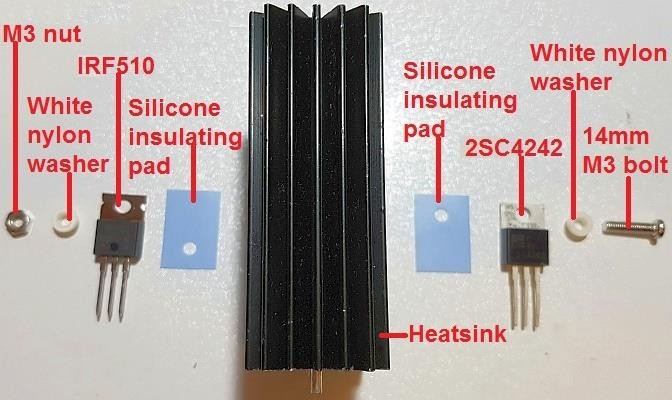 M3 nut
IRF510
White
nylon
washer
Silicone
insulating
pad
Silicone
insulating
pad
2SC4242
White nylon
washer
14mm
M3 bolt
Heatsink